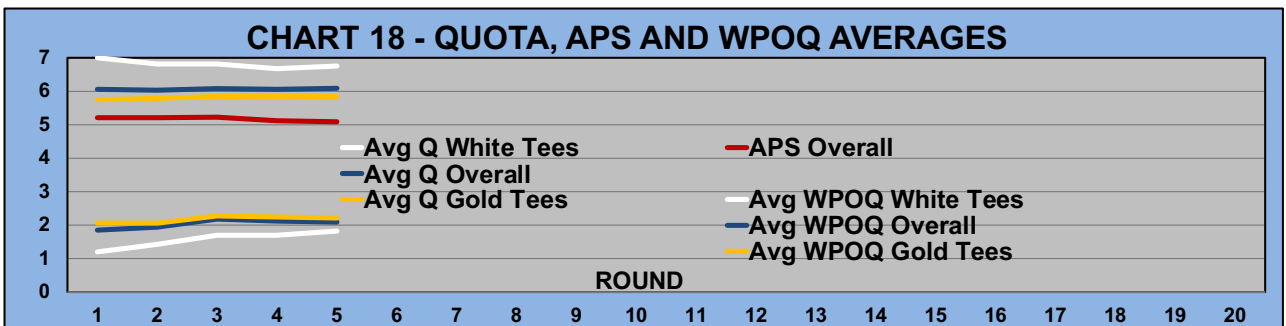 CHART 18 - QUOTA, APS AND WPOQ AVERAGES
7
6
5
4
3
2
1
0
Avg Q White Tees
APS Overall
Avg Q Overall
Avg Q Gold Tees
Avg WPOQ White Tees
Avg WPOQ Overall
Avg WPOQ Gold Tees
ROUND
1 2 3 4 5 6 7 8 9 10 11 12 13 14 15 16 17 18 19 20